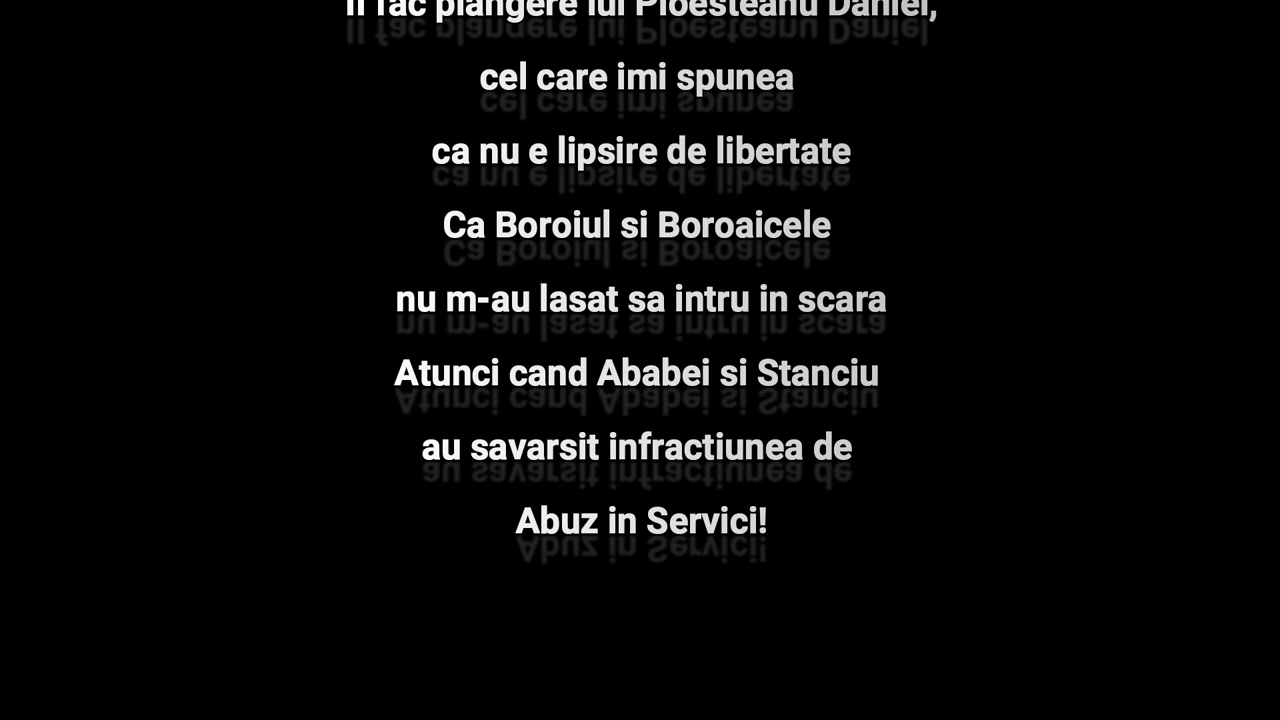 Ii fac plangere lui Ploesteanu Daniel,
cel care imi spunea
ca nu e lipsire de libertate
Ca Boroiul si Boroaicele
nu m-au lasat sa intru in scara
Atunci cand Ababei si Stanciu
au savarsit infractiunea de
Abuz in Servici!